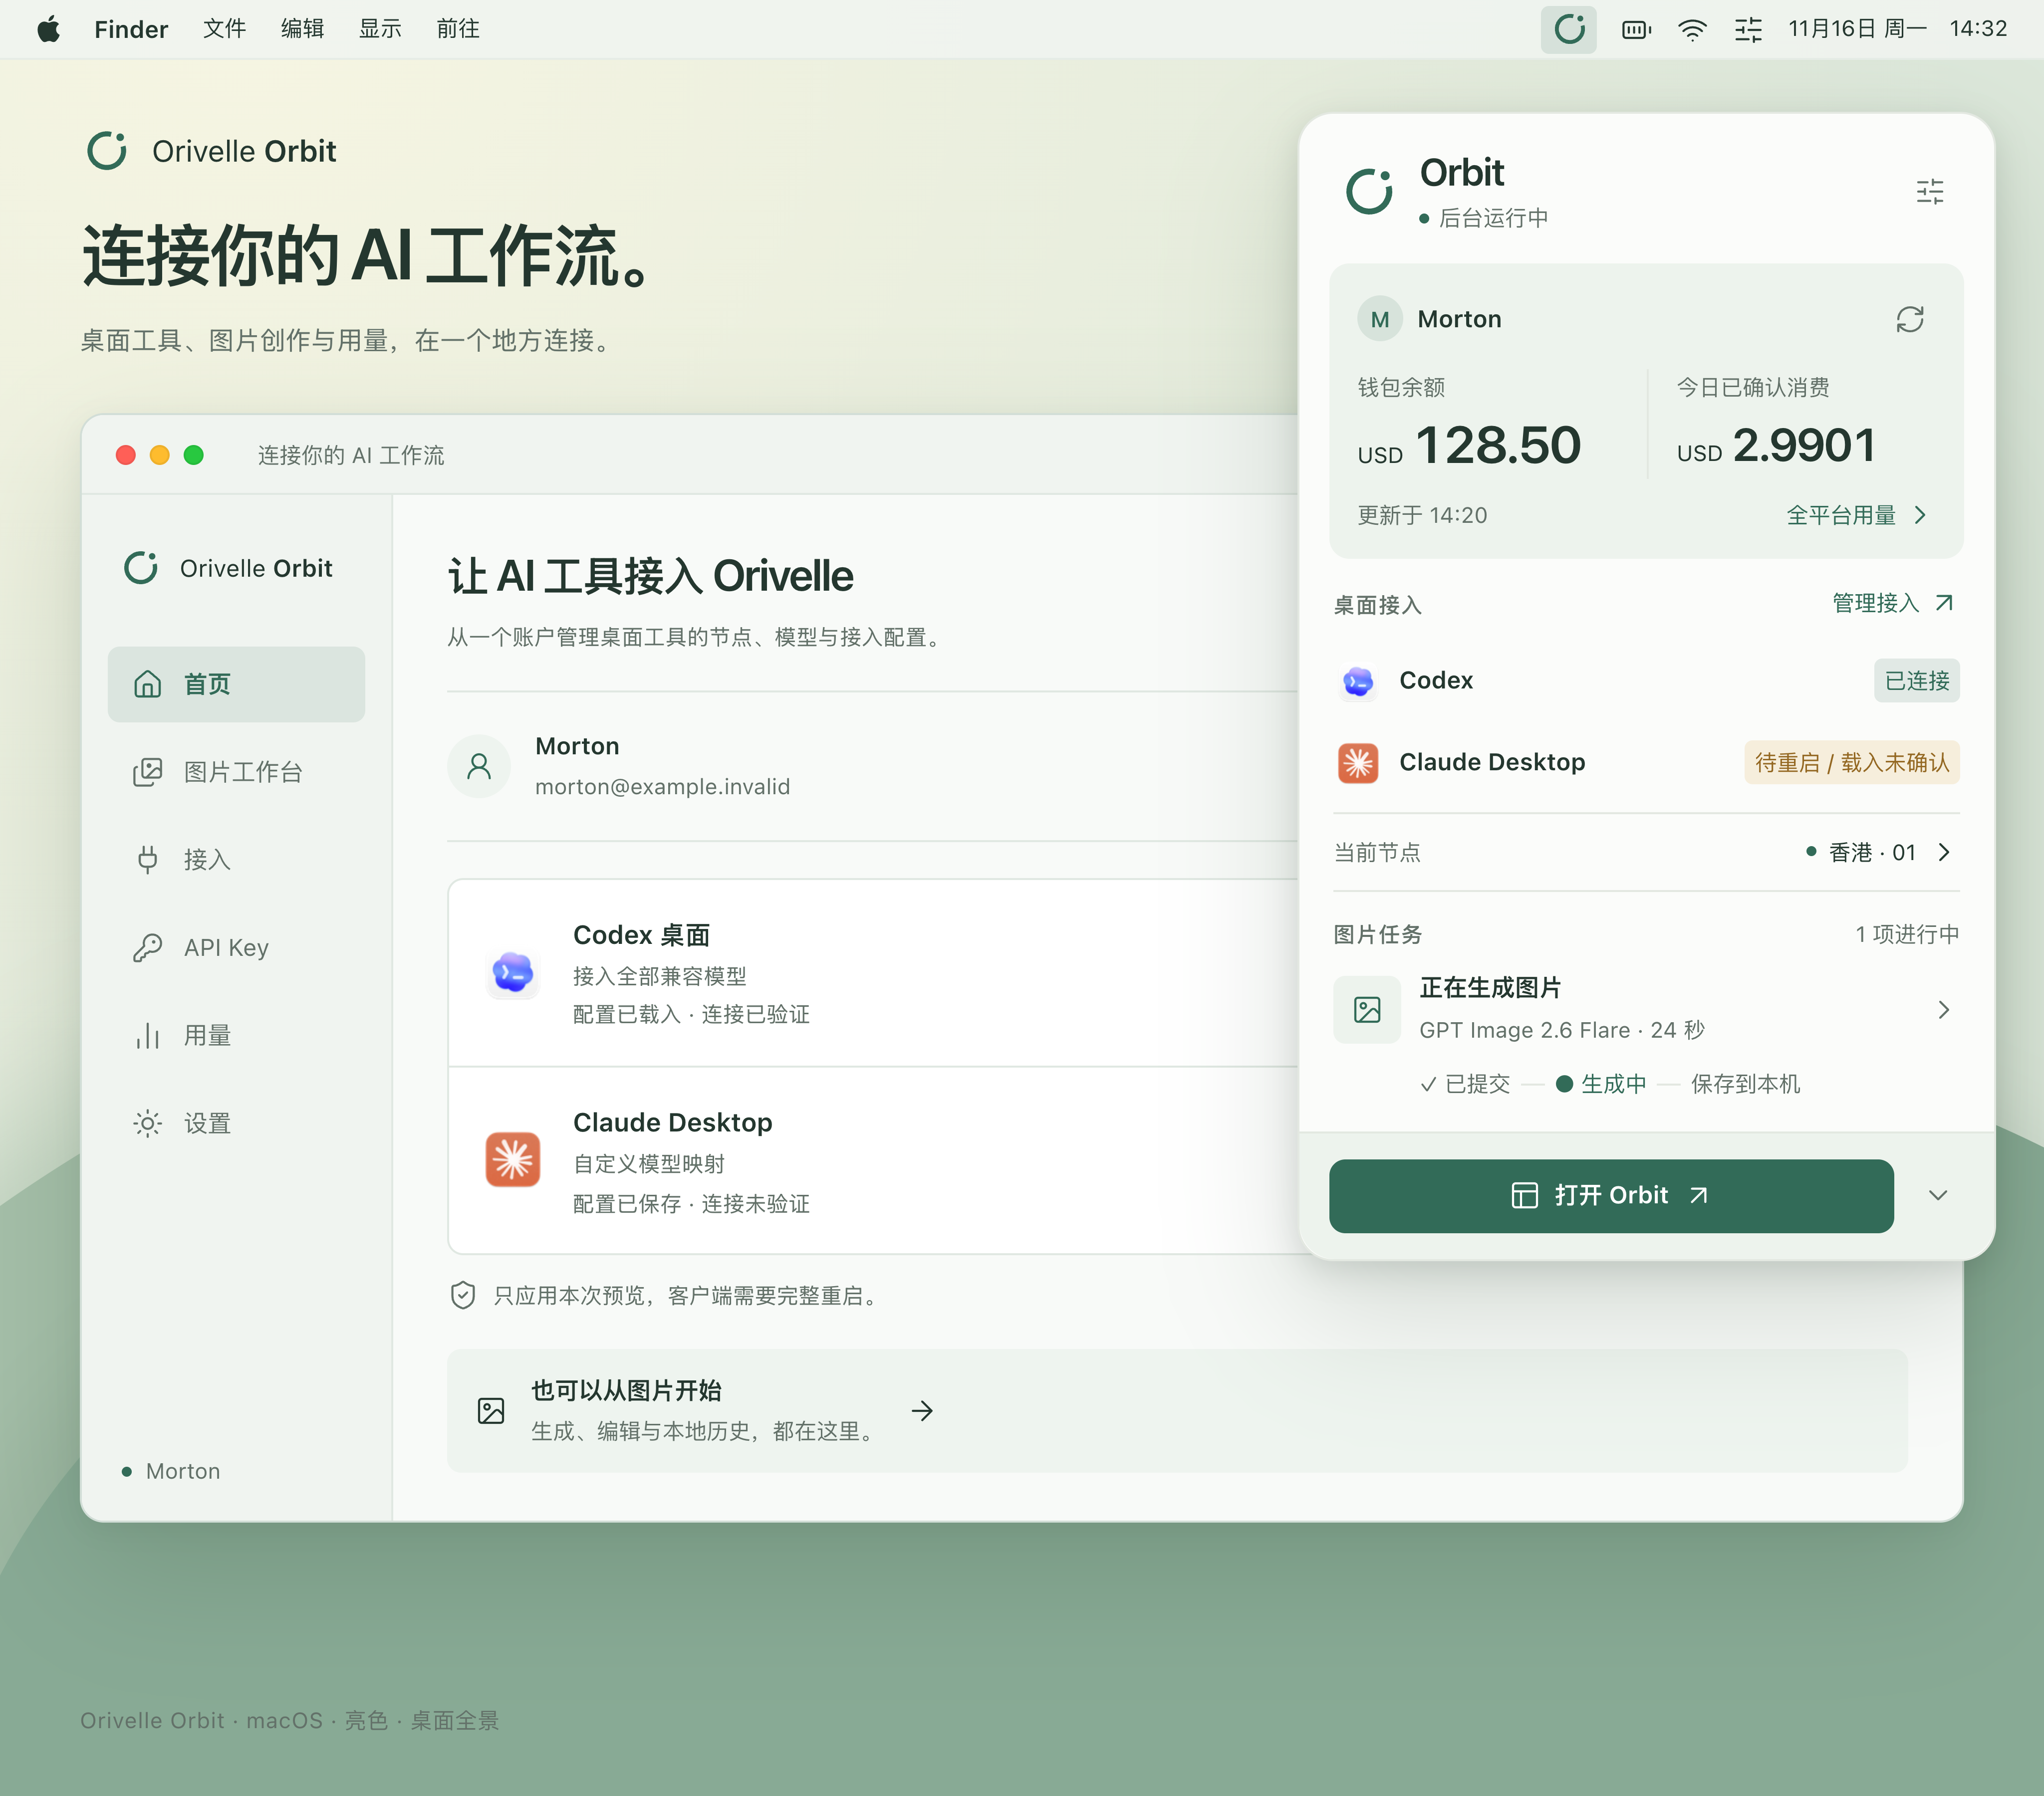 Finder 文件 编辑 显示 前往 11月16日 周一 14:32
Orivelle Orbit
连接你的 AI 工作流。
桌面工具、图片创作与用量，在一个地方连接。
连接你的 AI 工作流
Orivelle Orbit
首页
图片工作台
接入
API Key
用量
设置
Morton
让 AI 工具接入 Orivelle
从一个账户管理桌面工具的节点、模型与接入配置。
Morton
morton@example.invalid
Codex 桌面
接入全部兼容模型
配置已载入 · 连接已验证
Claude Desktop
自定义模型映射
配置已保存 · 连接未验证
只应用本次预览，客户端需要完整重启。
也可以从图片开始
生成、编辑与本地历史，都在这里。
Orbit
后台运行中
M Morton
钱包余额 今日已确认消费
USD 128.50 USD 2.9901
更新于 14:20 全平台用量
桌面接入 管理接入
Codex 已连接
Claude Desktop 待重启 / 载入未确认
当前节点 香港 · 01
图片任务 1 项进行中
正在生成图片
GPT Image 2.6 Flare · 24 秒
已提交 生成中 保存到本机
打开 Orbit
Orivelle Orbit · macOS · 亮色 · 桌面全景